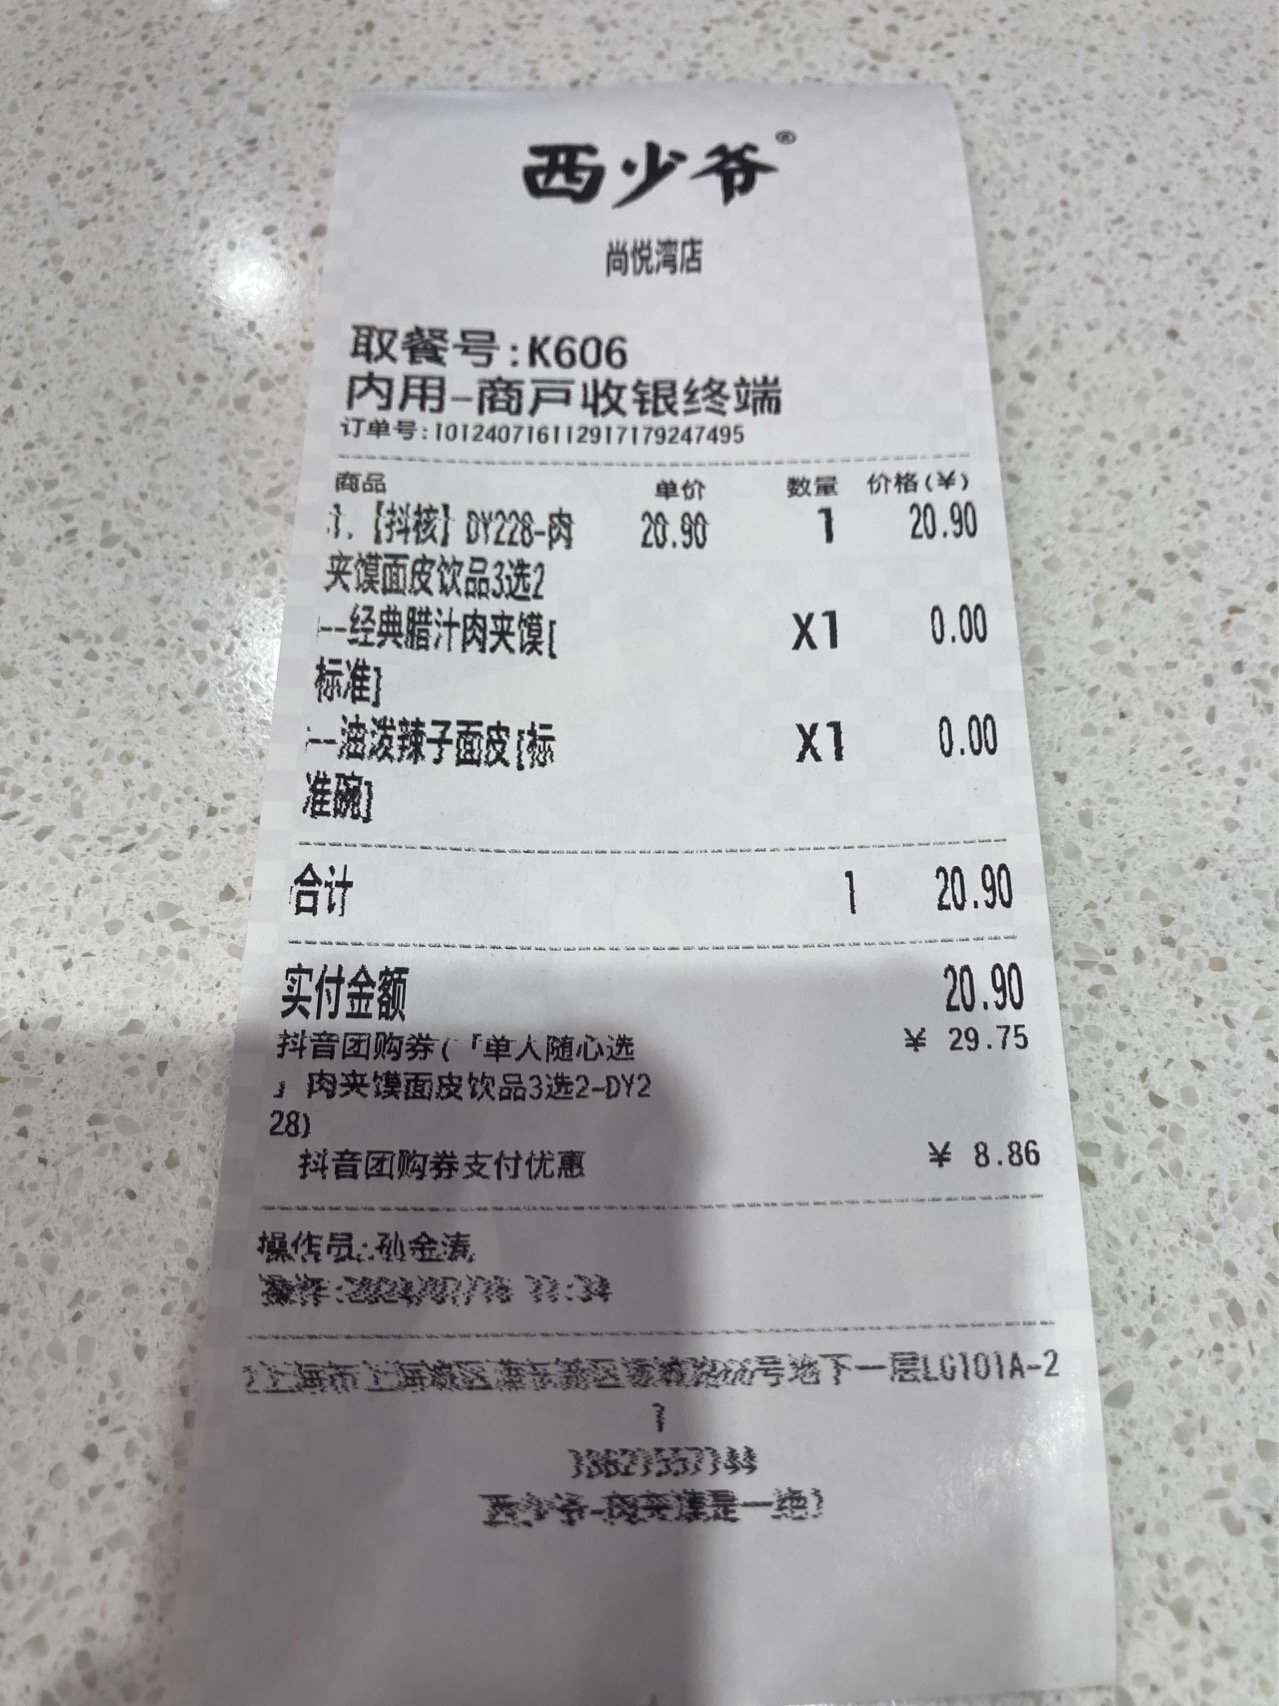 西少爷®
尚悦湾店
取餐号:K606
内用-商戸收银终端
订单号:10124071611291717924​7495
商品 单价 数量 价格(¥)
1.【抖核】DY228-肉 20.90 1 20.90
夹馍面皮饮品3选2
--经典腊汁肉夹馍[ X1 0.00
标准]
--油泼辣子面皮[标 X1 0.00
准碗]
合计 1 20.90
实付金额 20.90
抖音团购券(「单人随心选 ¥ 29.75
」肉夹馍面皮饮品3选2-DY2
28)
抖音团购券支付优惠 ¥ 8.86
操作员:孙金涛
号地下一层LG101A-2
1
西少爷-肉夹馍是一绝!